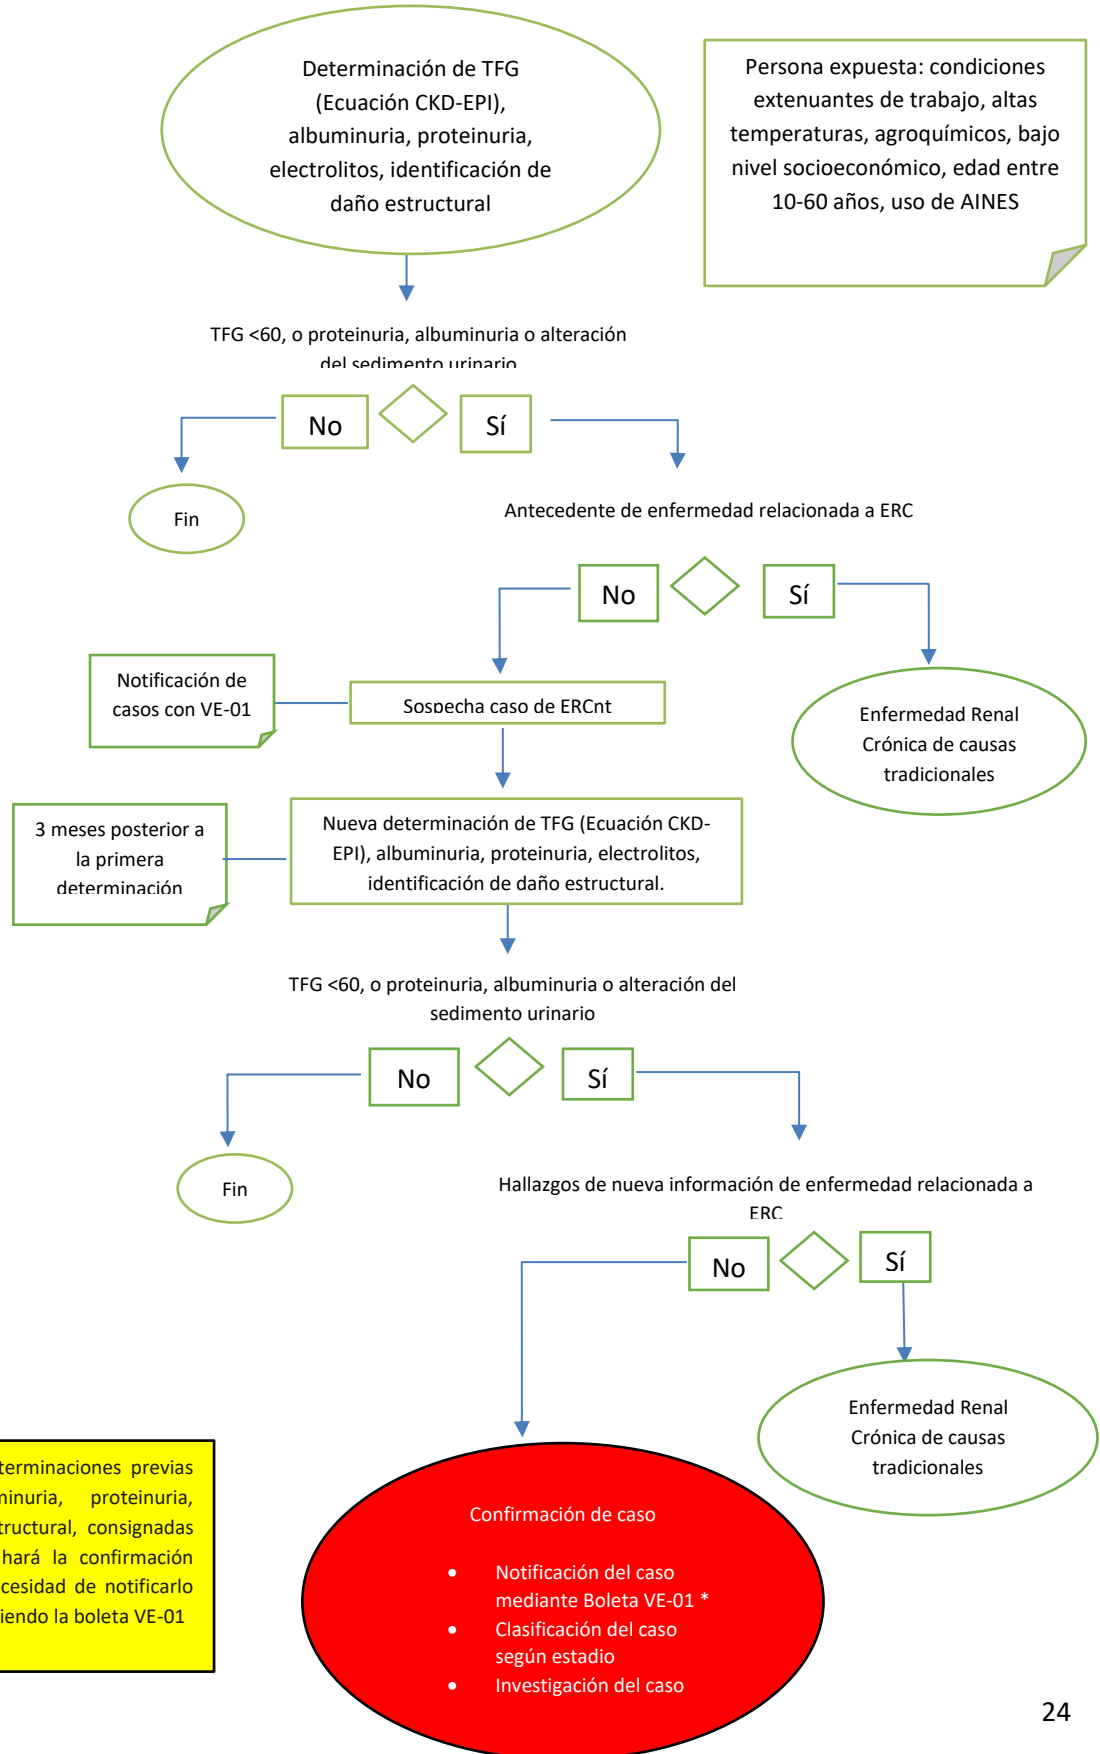 Determinación de TFG
(Ecuación CKD-EPI),
albuminuria, proteinuria,
electrolitos, identificación de
daño estructural
Persona expuesta: condiciones
extenuantes de trabajo, altas
temperaturas, agroquímicos, bajo
nivel socioeconómico, edad entre
10-60 años, uso de AINES
TFG <60, o proteinuria, albuminuria o alteración
del sedimento urinario
No
Sí
Fin
Antecedente de enfermedad relacionada a ERC
No
Sí
Notificación de
casos con VE-01
Sospecha caso de ERCnt
Enfermedad Renal
Crónica de causas
tradicionales
3 meses posterior a
la primera
determinación
Nueva determinación de TFG (Ecuación CKD-
EPI), albuminuria, proteinuria, electrolitos,
identificación de daño estructural.
TFG <60, o proteinuria, albuminuria o alteración del
sedimento urinario
No
Sí
Fin
Hallazgos de nueva información de enfermedad relacionada a
ERC
No
Sí
Enfermedad Renal
Crónica de causas
tradicionales
terminaciones previas
inuria, proteinuria,
tructural, consignadas
hará la confirmación
cesidad de notificarlo
iendo la boleta VE-01
Confirmación de caso
• Notificación del caso
mediante Boleta VE-01 *
• Clasificación del caso
según estadio
• Investigación del caso
24